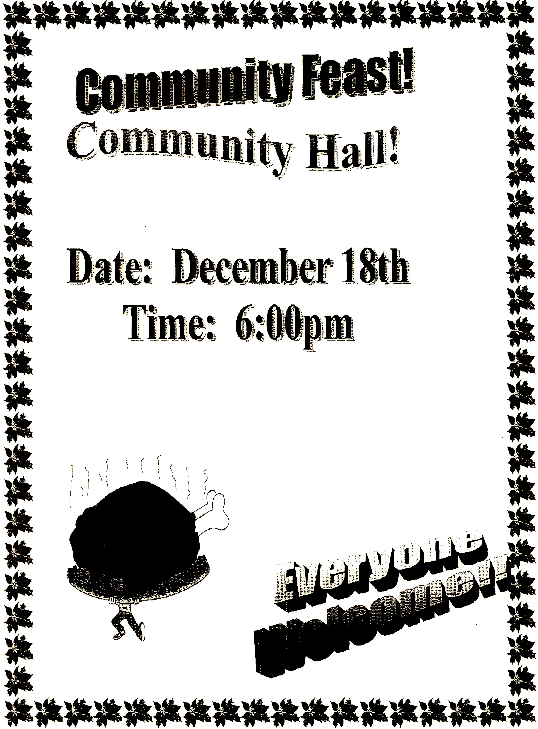 Community Feast!
Community Hall!
Date: December 18th
Time: 6:00pm
Everyone
Welcome!!